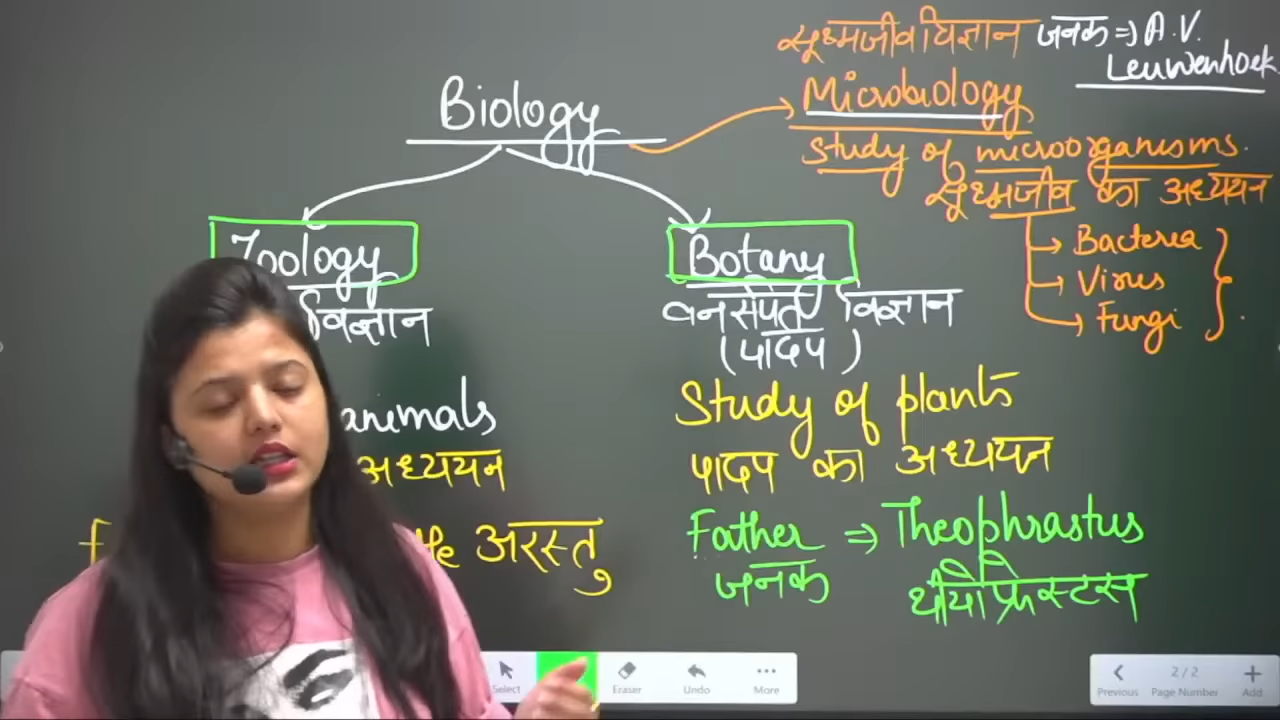 सूक्ष्मजीव विज्ञान जनक ⇒ A.V.
Leuwenhoek
Biology
Microbiology
Study of microorganisms.
सूक्ष्मजीव का अध्ययन
Zoology
Botany
→ Bacteria
→ Virus
→ Fungi
विज्ञान
वनस्पति विज्ञान
(पादप)
animals
Study of plants
अध्ययन
पादप का अध्ययन
अरस्तु
Father ⇒ Theophrastus
जनक थीयोफ्रेस्टस
Select
Eraser
Undo
More
Previous
2/2
Page Number
Add